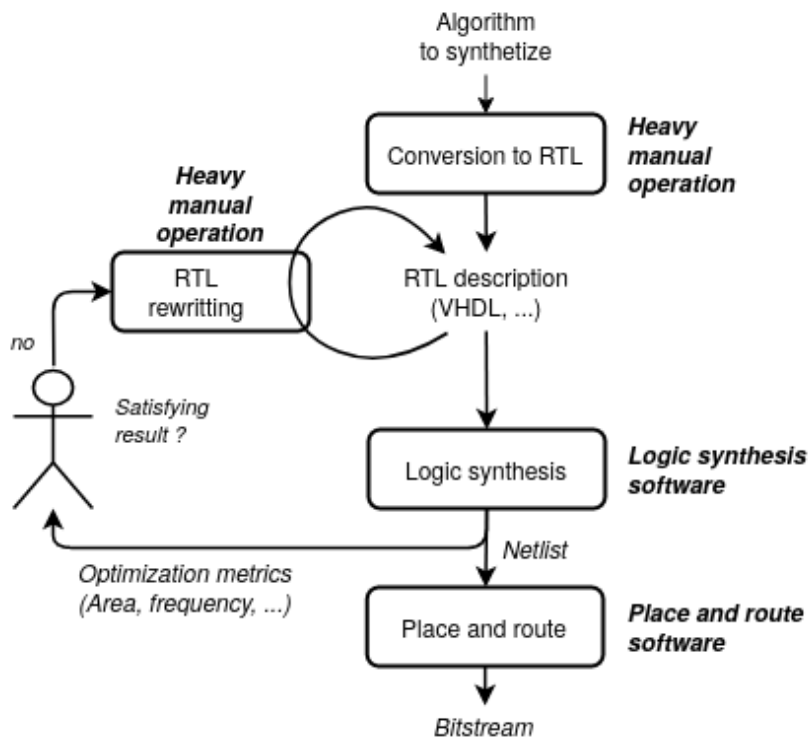 Algorithm
to synthetize
Conversion to RTL
Heavy
manual
operation
Heavy
manual
operation
RTL
rewritting
RTL description
(VHDL, ...)
no
Satisfying
result ?
Logic synthesis
Logic synthesis
software
Netlist
Optimization metrics
(Area, frequency, ...)
Place and route
Place and route
software
Bitstream